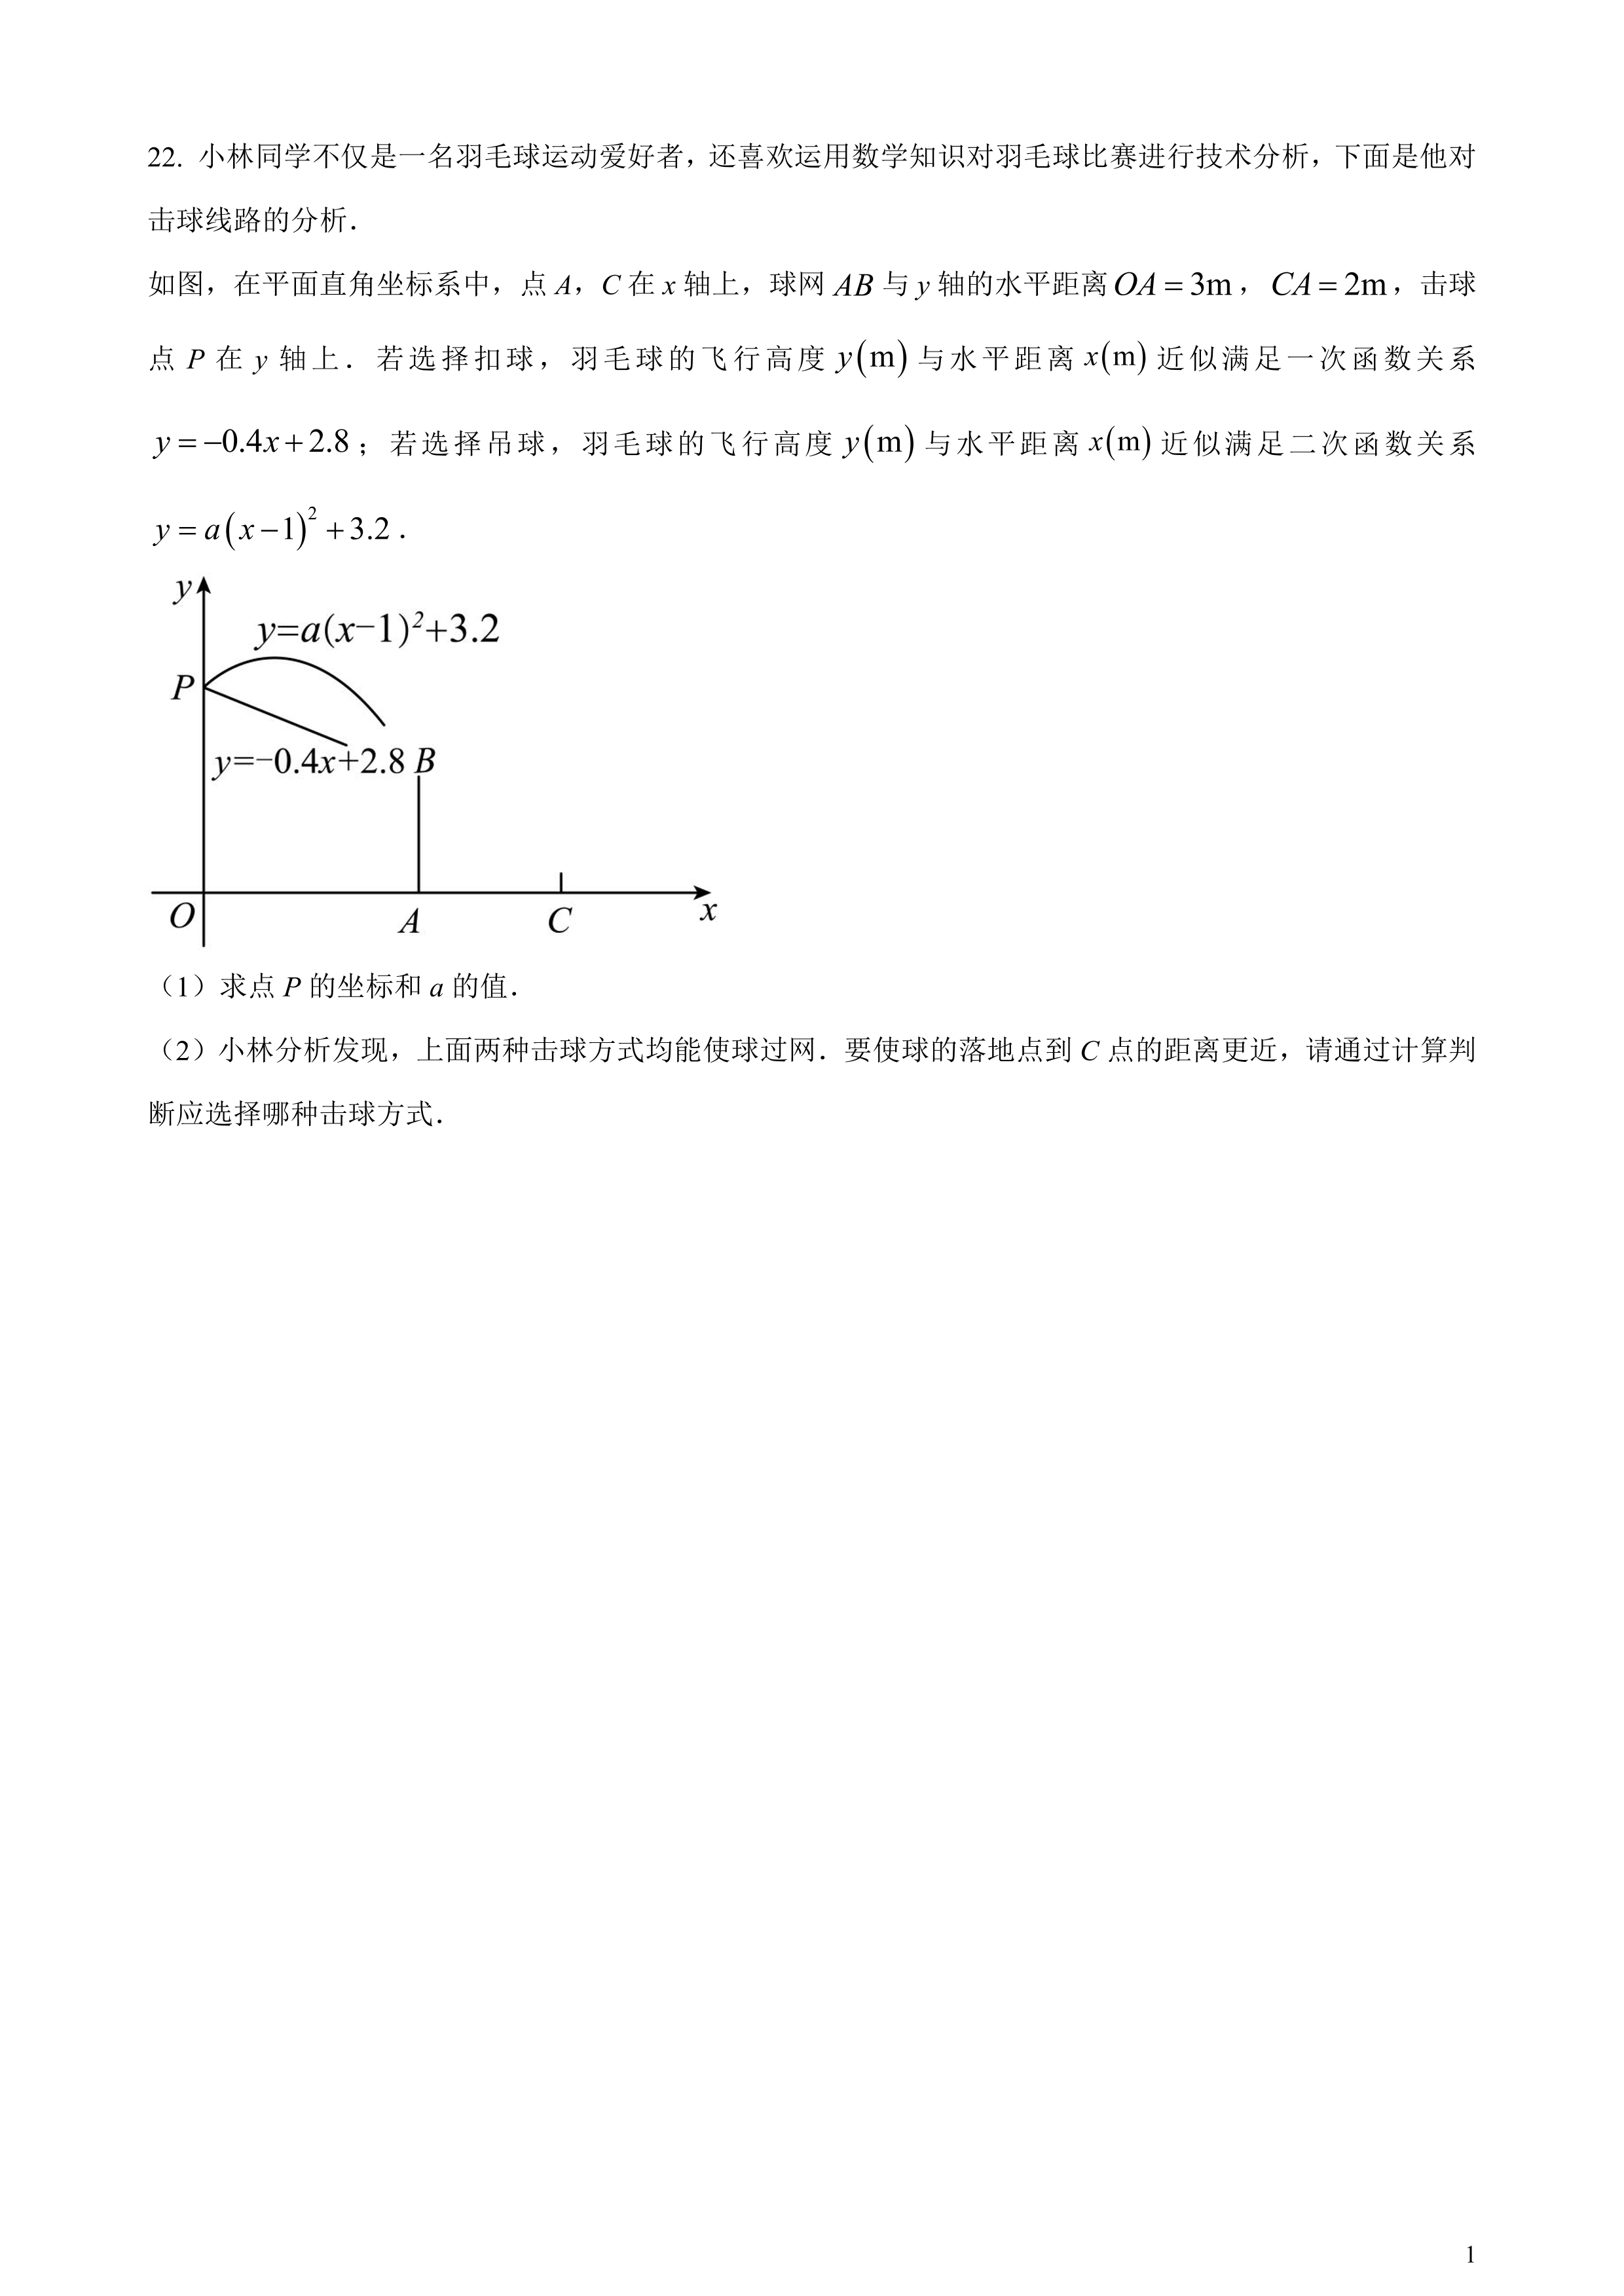 22. 小林同学不仅是一名羽毛球运动爱好者，还喜欢运用数学知识对羽毛球比赛进行技术分析，下面是他对
击球线路的分析．
如图，在平面直角坐标系中，点 A，C 在 x 轴上，球网 AB 与 y 轴的水平距离 OA = 3m，CA = 2m，击球
点 P 在 y 轴上．若选择扣球，羽毛球的飞行高度 y(m) 与水平距离 x(m) 近似满足一次函数关系
y = −0.4x + 2.8；若选择吊球，羽毛球的飞行高度 y(m) 与水平距离 x(m) 近似满足二次函数关系
y = a(x − 1)² + 3.2．
y
y=a(x−1)²+3.2
P
y=−0.4x+2.8 B
O A C x
（1）求点 P 的坐标和 a 的值．
（2）小林分析发现，上面两种击球方式均能使球过网．要使球的落地点到 C 点的距离更近，请通过计算判
断应选择哪种击球方式．
1